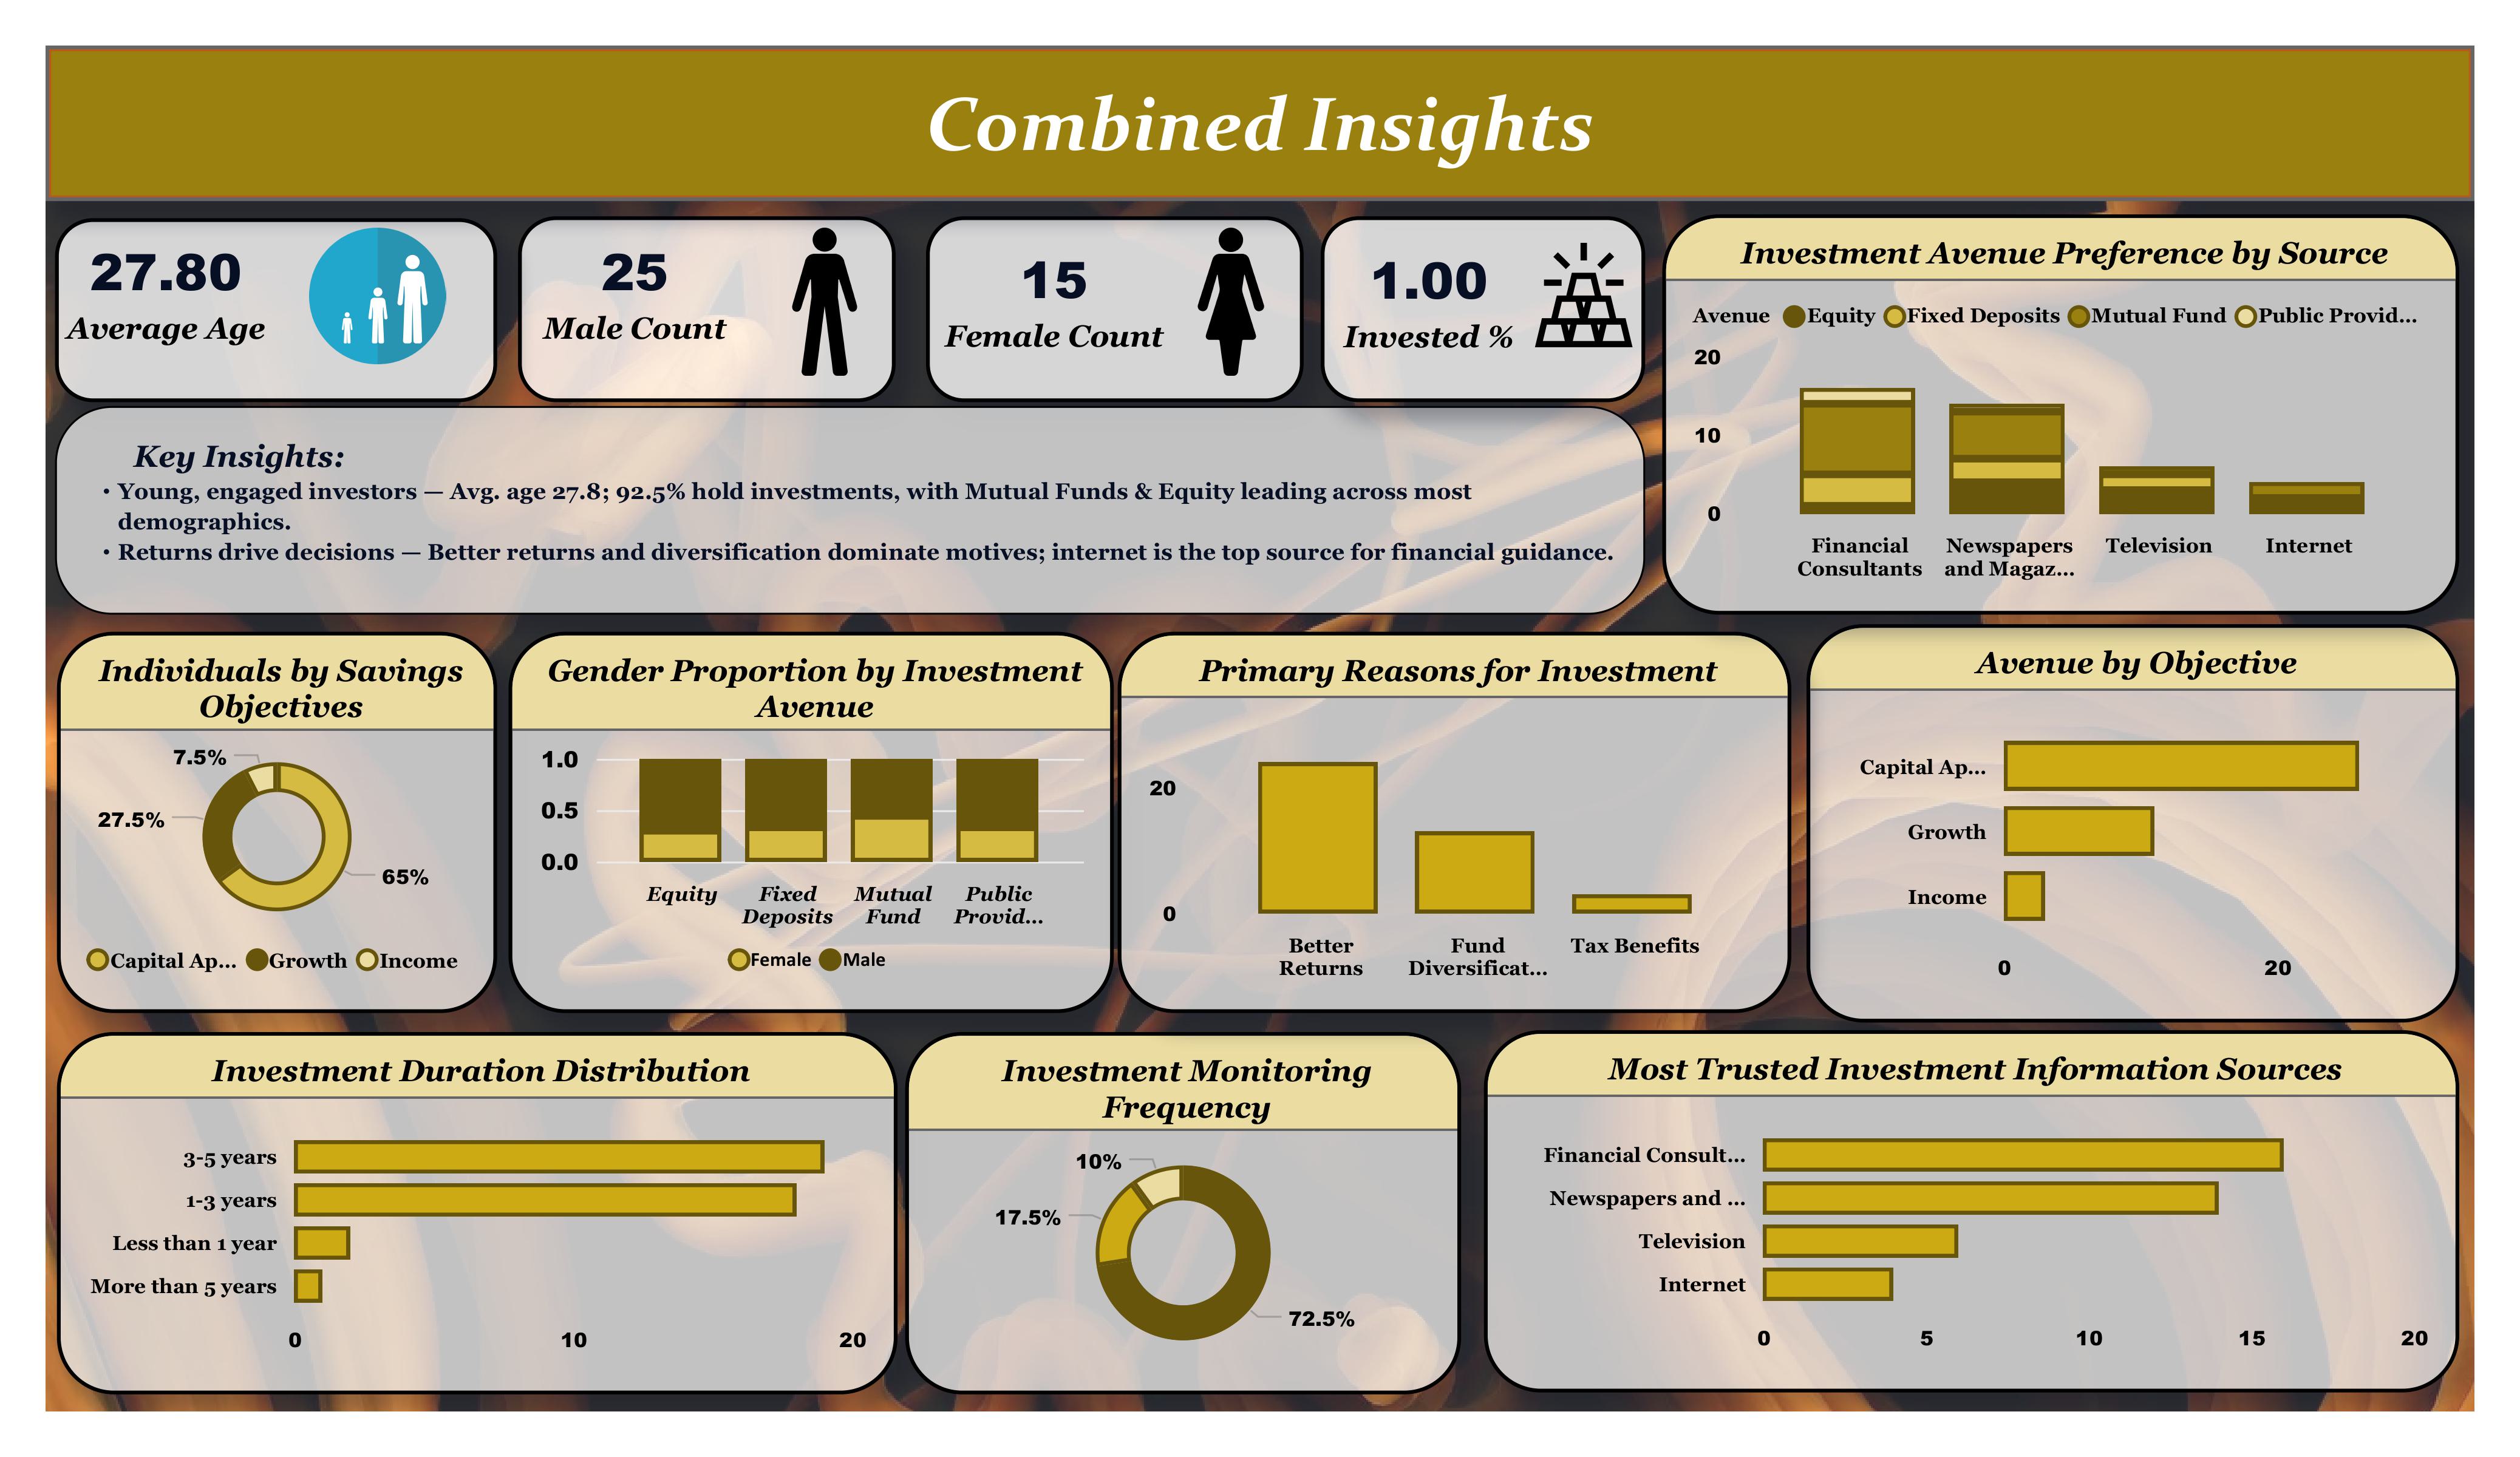 Combined Insights
27.80
Average Age
25
Male Count
15
Female Count
1.00
Invested %
Key Insights:
• Young, engaged investors — Avg. age 27.8; 92.5% hold investments, with Mutual Funds & Equity leading across most
demographics.
• Returns drive decisions — Better returns and diversification dominate motives; internet is the top source for financial guidance.
Investment Avenue Preference by Source
Avenue Equity Fixed Deposits Mutual Fund Public Provid...
20
10
0
Financial
Consultants
Newspapers
and Magaz...
Television
Internet
Individuals by Savings
Objectives
7.5%
27.5%
65%
Capital Ap... Growth Income
Gender Proportion by Investment
Avenue
1.0
0.5
0.0
Equity
Fixed
Deposits
Mutual
Fund
Public
Provid...
Female Male
Primary Reasons for Investment
20
0
Better
Returns
Fund
Diversificat...
Tax Benefits
Avenue by Objective
Capital Ap...
Growth
Income
0 20
Investment Duration Distribution
3-5 years
1-3 years
Less than 1 year
More than 5 years
0 10 20
Investment Monitoring
Frequency
10%
17.5%
72.5%
Most Trusted Investment Information Sources
Financial Consult...
Newspapers and ...
Television
Internet
0 5 10 15 20